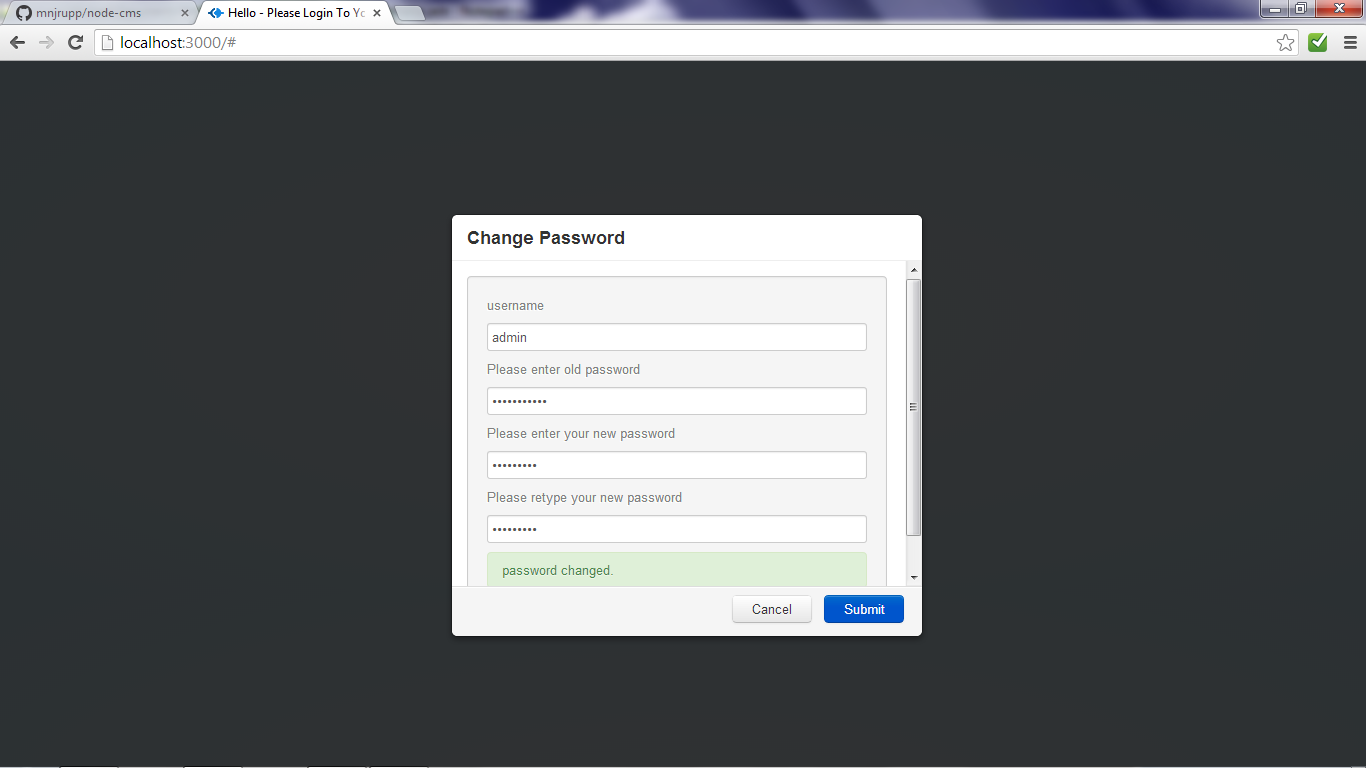 mnjrupp/node-cms
Hello - Please Login To Yo
localhost:3000/#
Change Password
username
admin
Please enter old password
•••••••••••
Please enter your new password
•••••••••
Please retype your new password
•••••••••
password changed.
Cancel
Submit